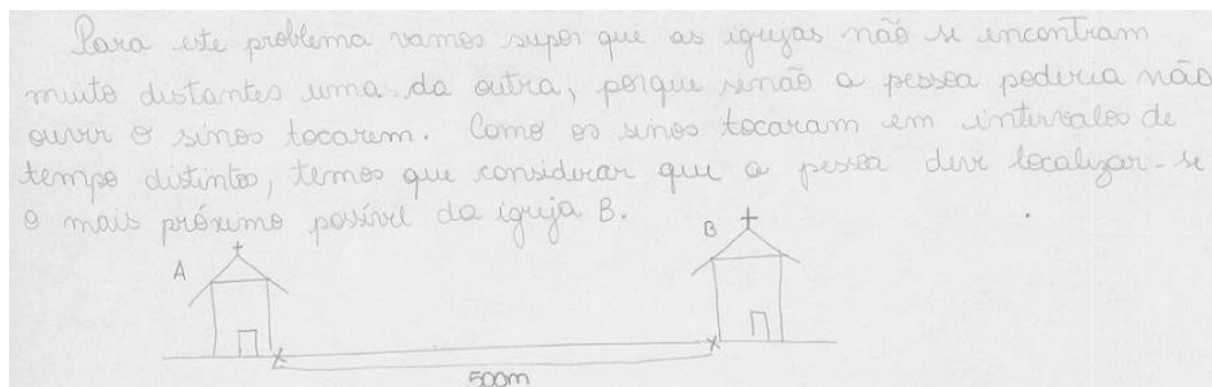 Para este problema vamos supor que as igrejas não se encontram
muito distantes uma da outra, porque senão a pessoa poderia não
ouvir o sinos tocarem. Como os sinos tocaram em intervalos de
tempo distintos, temos que considerar que a pessoa deve localizar-se
o mais próximo possível da igreja B.
A
B
500m